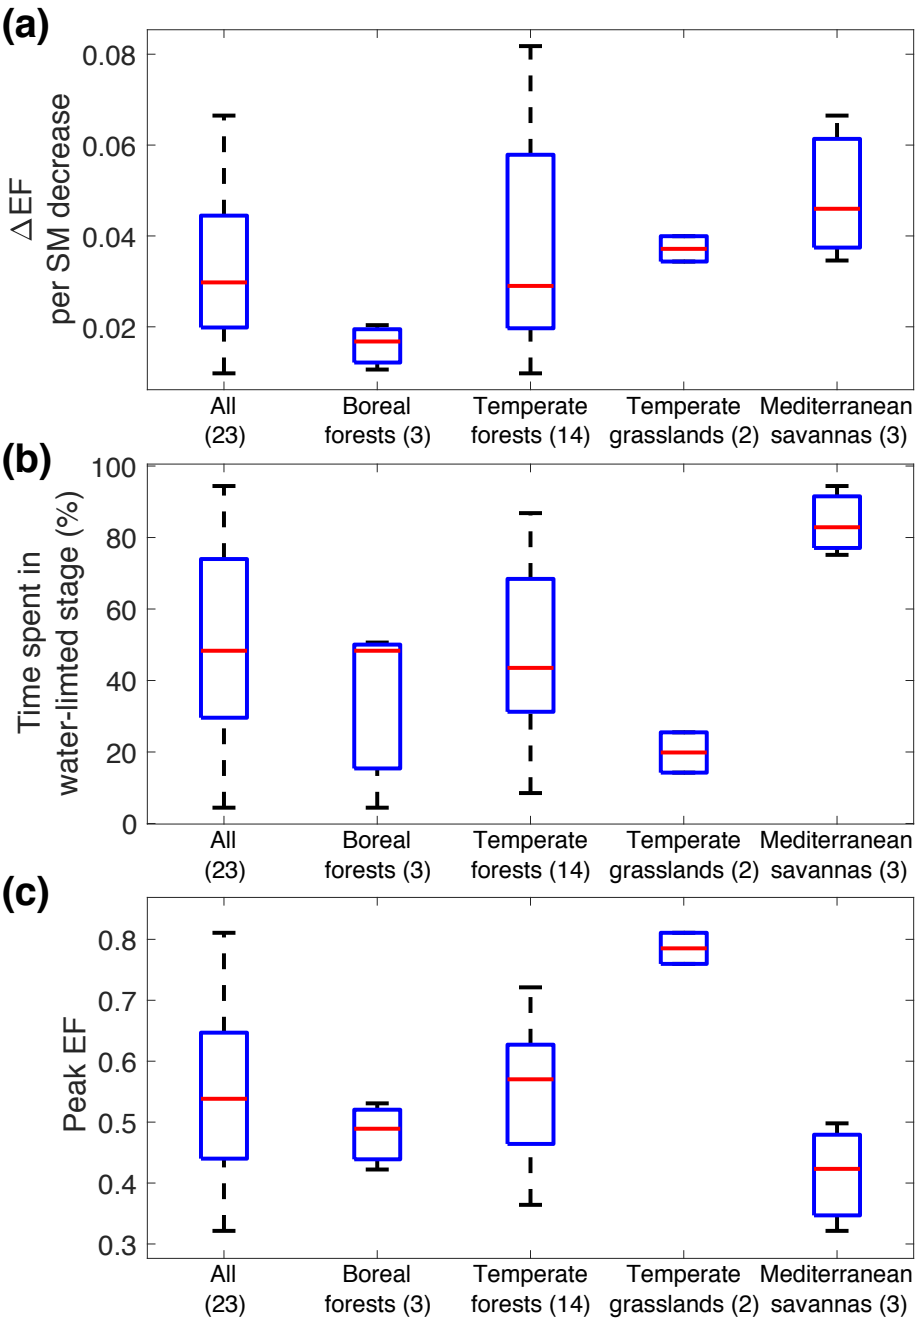 (a)
△EF
per SM decrease
0.08
0.06
0.04
0.02
All Boreal Temperate Temperate Mediterranean
(23) forests (3) forests (14) grasslands (2) savannas (3)
(b)
Time spent in
water-limted stage (%)
100
80
60
40
20
0
All Boreal Temperate Temperate Mediterranean
(23) forests (3) forests (14) grasslands (2) savannas (3)
(c)
Peak EF
0.8
0.7
0.6
0.5
0.4
0.3
All Boreal Temperate Temperate Mediterranean
(23) forests (3) forests (14) grasslands (2) savannas (3)